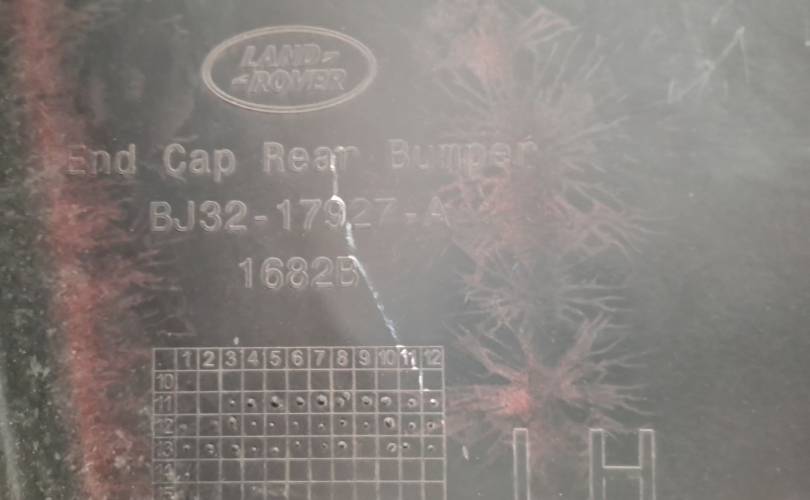 LAND-
-ROVER
End Cap Rear Bumper
BJ32-17927-A
1682B
1 2 3 4 5 6 7 8 9 10 11 12
10
11
12
13
LH